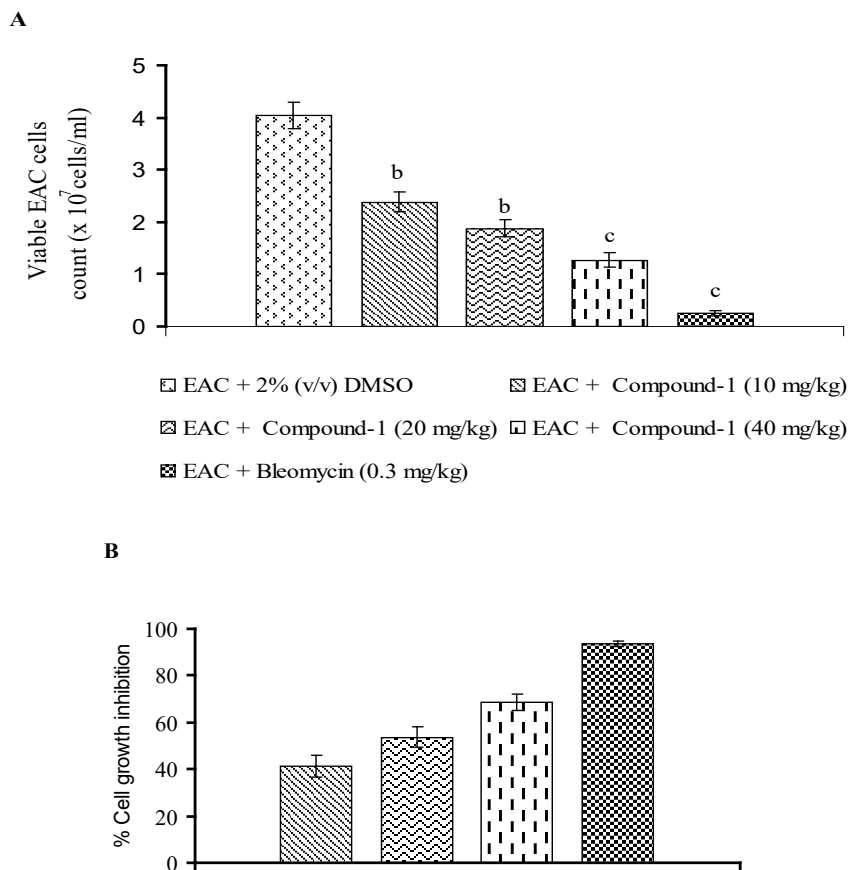 A
5
4
3
2
1
0
Viable EAC cells
count (x 10⁷cells/ml)
b
b
c
c
EAC + 2% (v/v) DMSO
EAC + Compound-1 (10 mg/kg)
EAC + Compound-1 (20 mg/kg)
EAC + Compound-1 (40 mg/kg)
EAC + Bleomycin (0.3 mg/kg)
B
100
80
60
40
20
0
% Cell growth inhibition